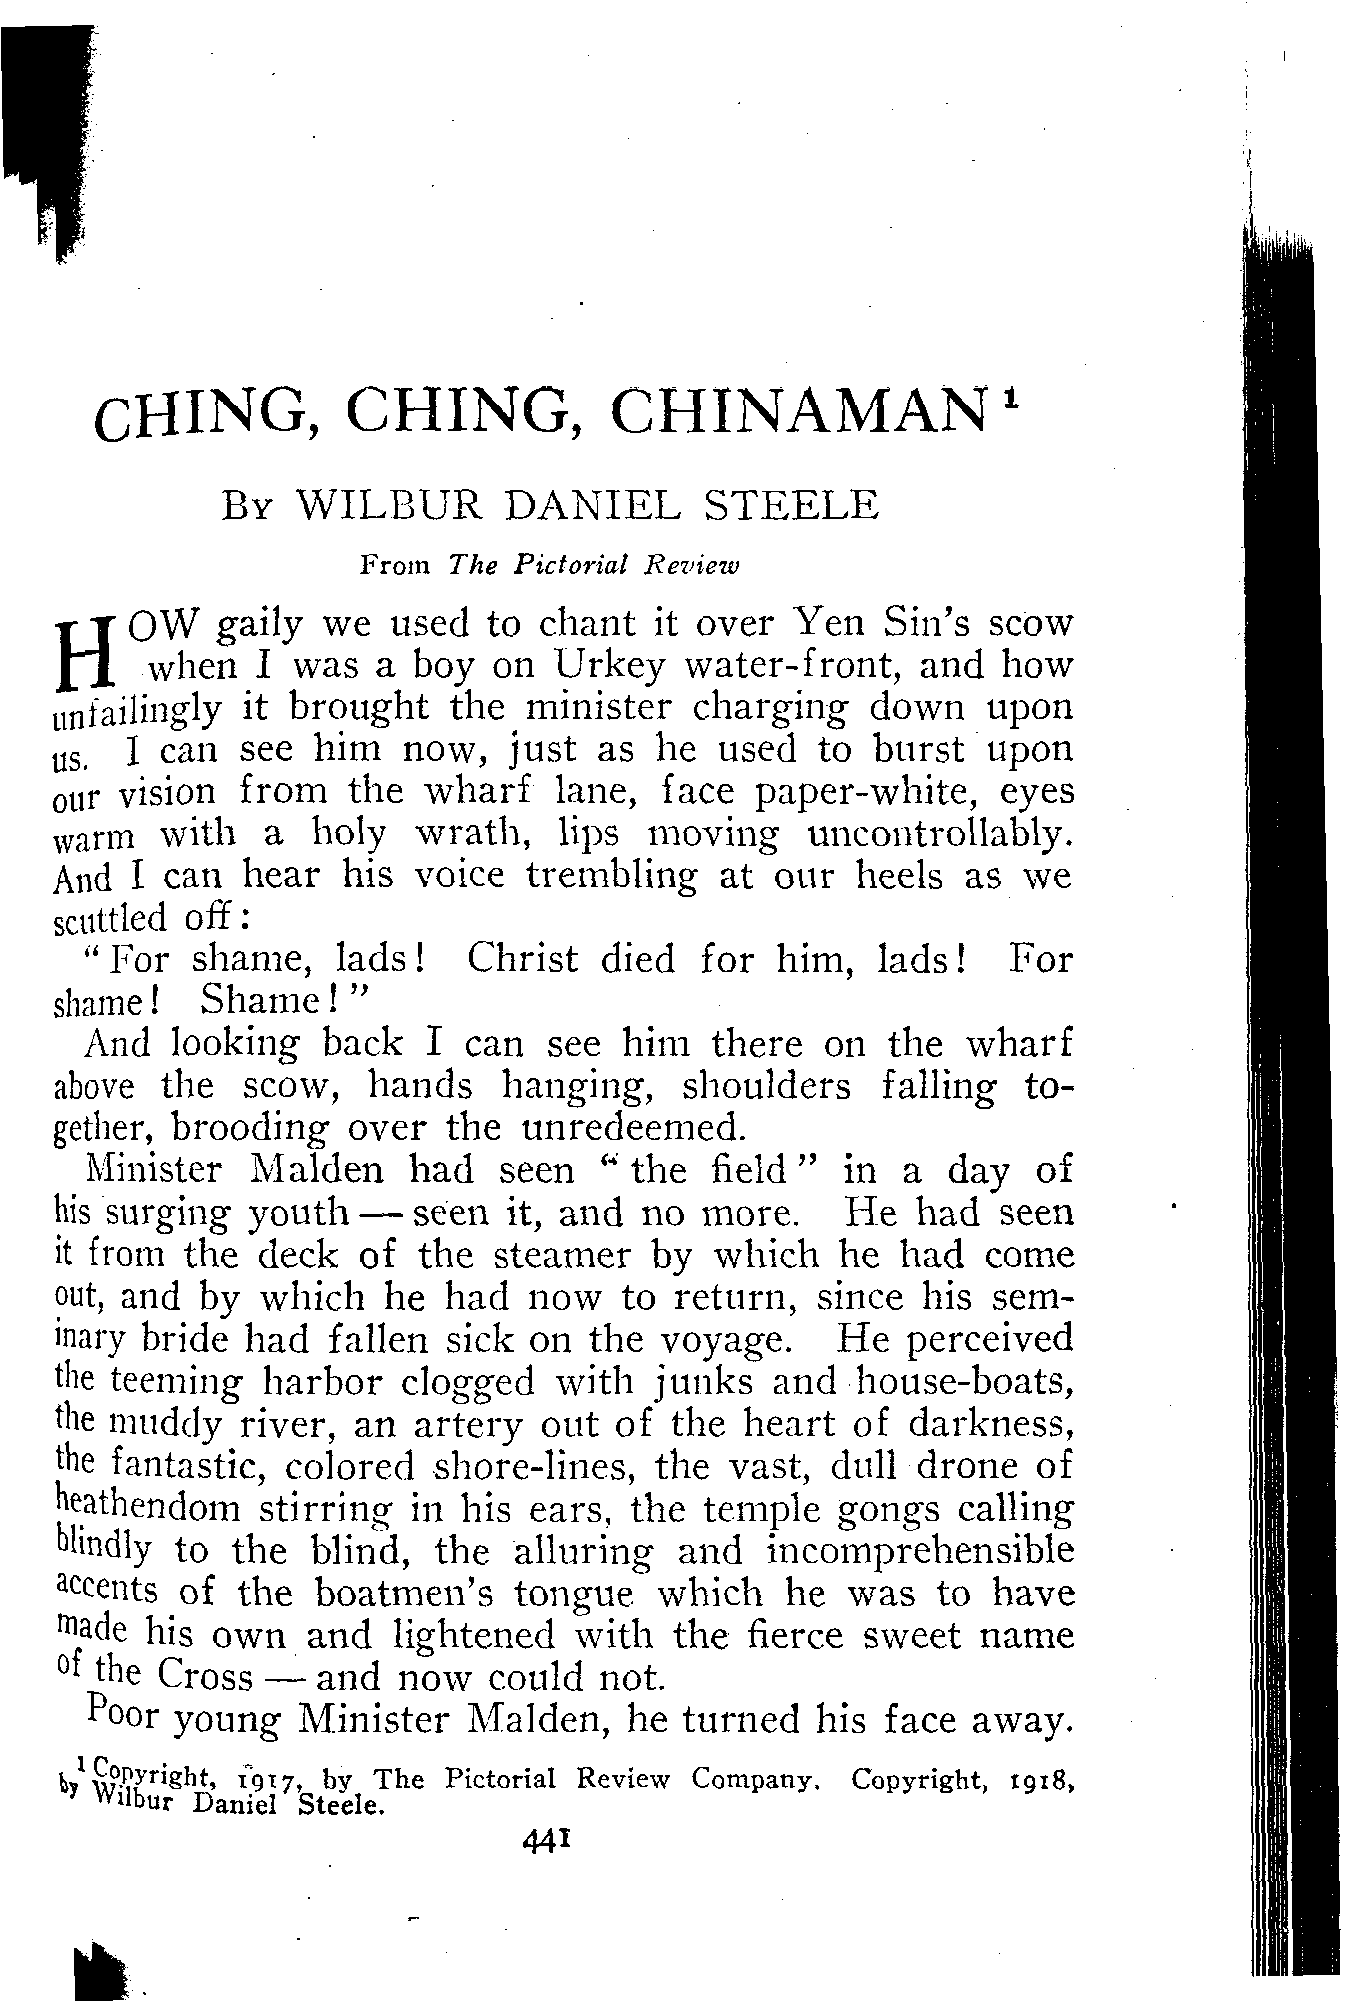 CHING, CHING, CHINAMAN¹
By WILBUR DANIEL STEELE
From The Pictorial Review
HOW gaily we used to chant it over Yen Sin's scow
when I was a boy on Urkey water-front, and how
unfailingly it brought the minister charging down upon
us. I can see him now, just as he used to burst upon
our vision from the wharf lane, face paper-white, eyes
warm with a holy wrath, lips moving uncontrollably.
And I can hear his voice trembling at our heels as we
scuttled off:
"For shame, lads! Christ died for him, lads! For
shame! Shame!"
And looking back I can see him there on the wharf
above the scow, hands hanging, shoulders falling to-
gether, brooding over the unredeemed.
Minister Malden had seen "the field" in a day of
his surging youth — seen it, and no more. He had seen
it from the deck of the steamer by which he had come
out, and by which he had now to return, since his sem-
inary bride had fallen sick on the voyage. He perceived
the teeming harbor clogged with junks and house-boats,
the muddy river, an artery out of the heart of darkness,
the fantastic, colored shore-lines, the vast, dull drone of
heathendom stirring in his ears, the temple gongs calling
blindly to the blind, the alluring and incomprehensible
accents of the boatmen's tongue which he was to have
made his own and lightened with the fierce sweet name
of the Cross — and now could not.
Poor young Minister Malden, he turned his face away.
¹ Copyright, 1917, by The Pictorial Review Company. Copyright, 1918,
by Wilbur Daniel Steele.
441